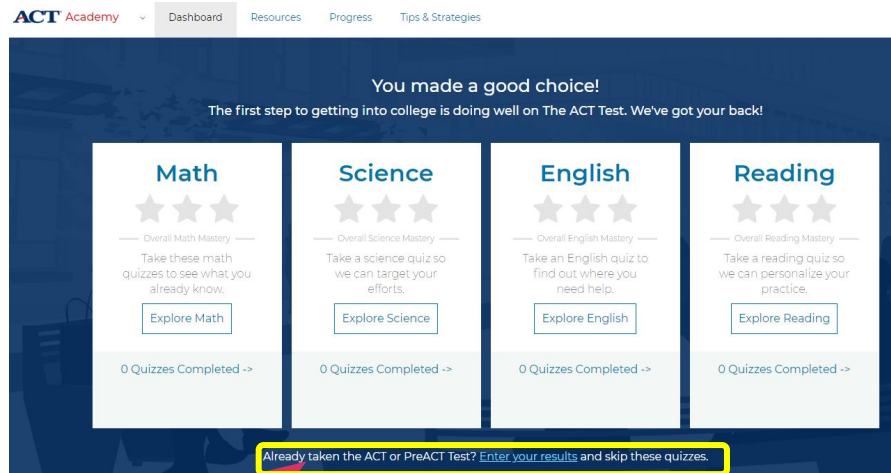 ACT Academy
Dashboard
Resources
Progress
Tips & Strategies
You made a good choice!
The first step to getting into college is doing well on The ACT Test. We've got your back!
Math
Overall Math Mastery
Take these math
quizzes to see what you
already know.
Explore Math
0 Quizzes Completed ->
Science
Overall Science Mastery
Take a science quiz so
we can target your
efforts.
Explore Science
0 Quizzes Completed ->
English
Overall English Mastery
Take an English quiz to
find out where you
need help.
Explore English
0 Quizzes Completed ->
Reading
Overall Reading Mastery
Take a reading quiz so
we can personalize your
practice.
Explore Reading
0 Quizzes Completed ->
Already taken the ACT or PreACT Test? Enter your results and skip these quizzes.